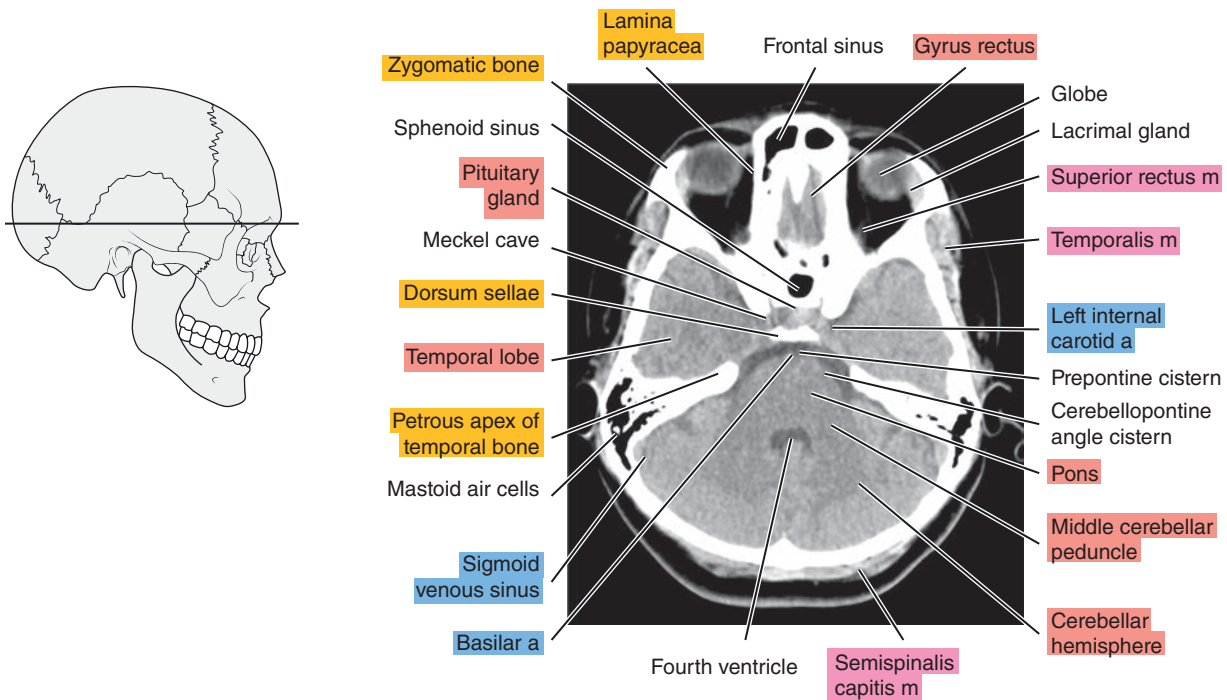 Lamina
papyracea
Frontal sinus
Gyrus rectus
Zygomatic bone
Sphenoid sinus
Pituitary
gland
Meckel cave
Dorsum sellae
Temporal lobe
Petrous apex of
temporal bone
Mastoid air cells
Sigmoid
venous sinus
Basilar a
Globe
Lacrimal gland
Superior rectus m
Temporalis m
Left internal
carotid a
Prepontine cistern
Cerebellopontine
angle cistern
Pons
Middle cerebellar
peduncle
Cerebellar
hemisphere
Fourth ventricle
Semispinalis
capitis m